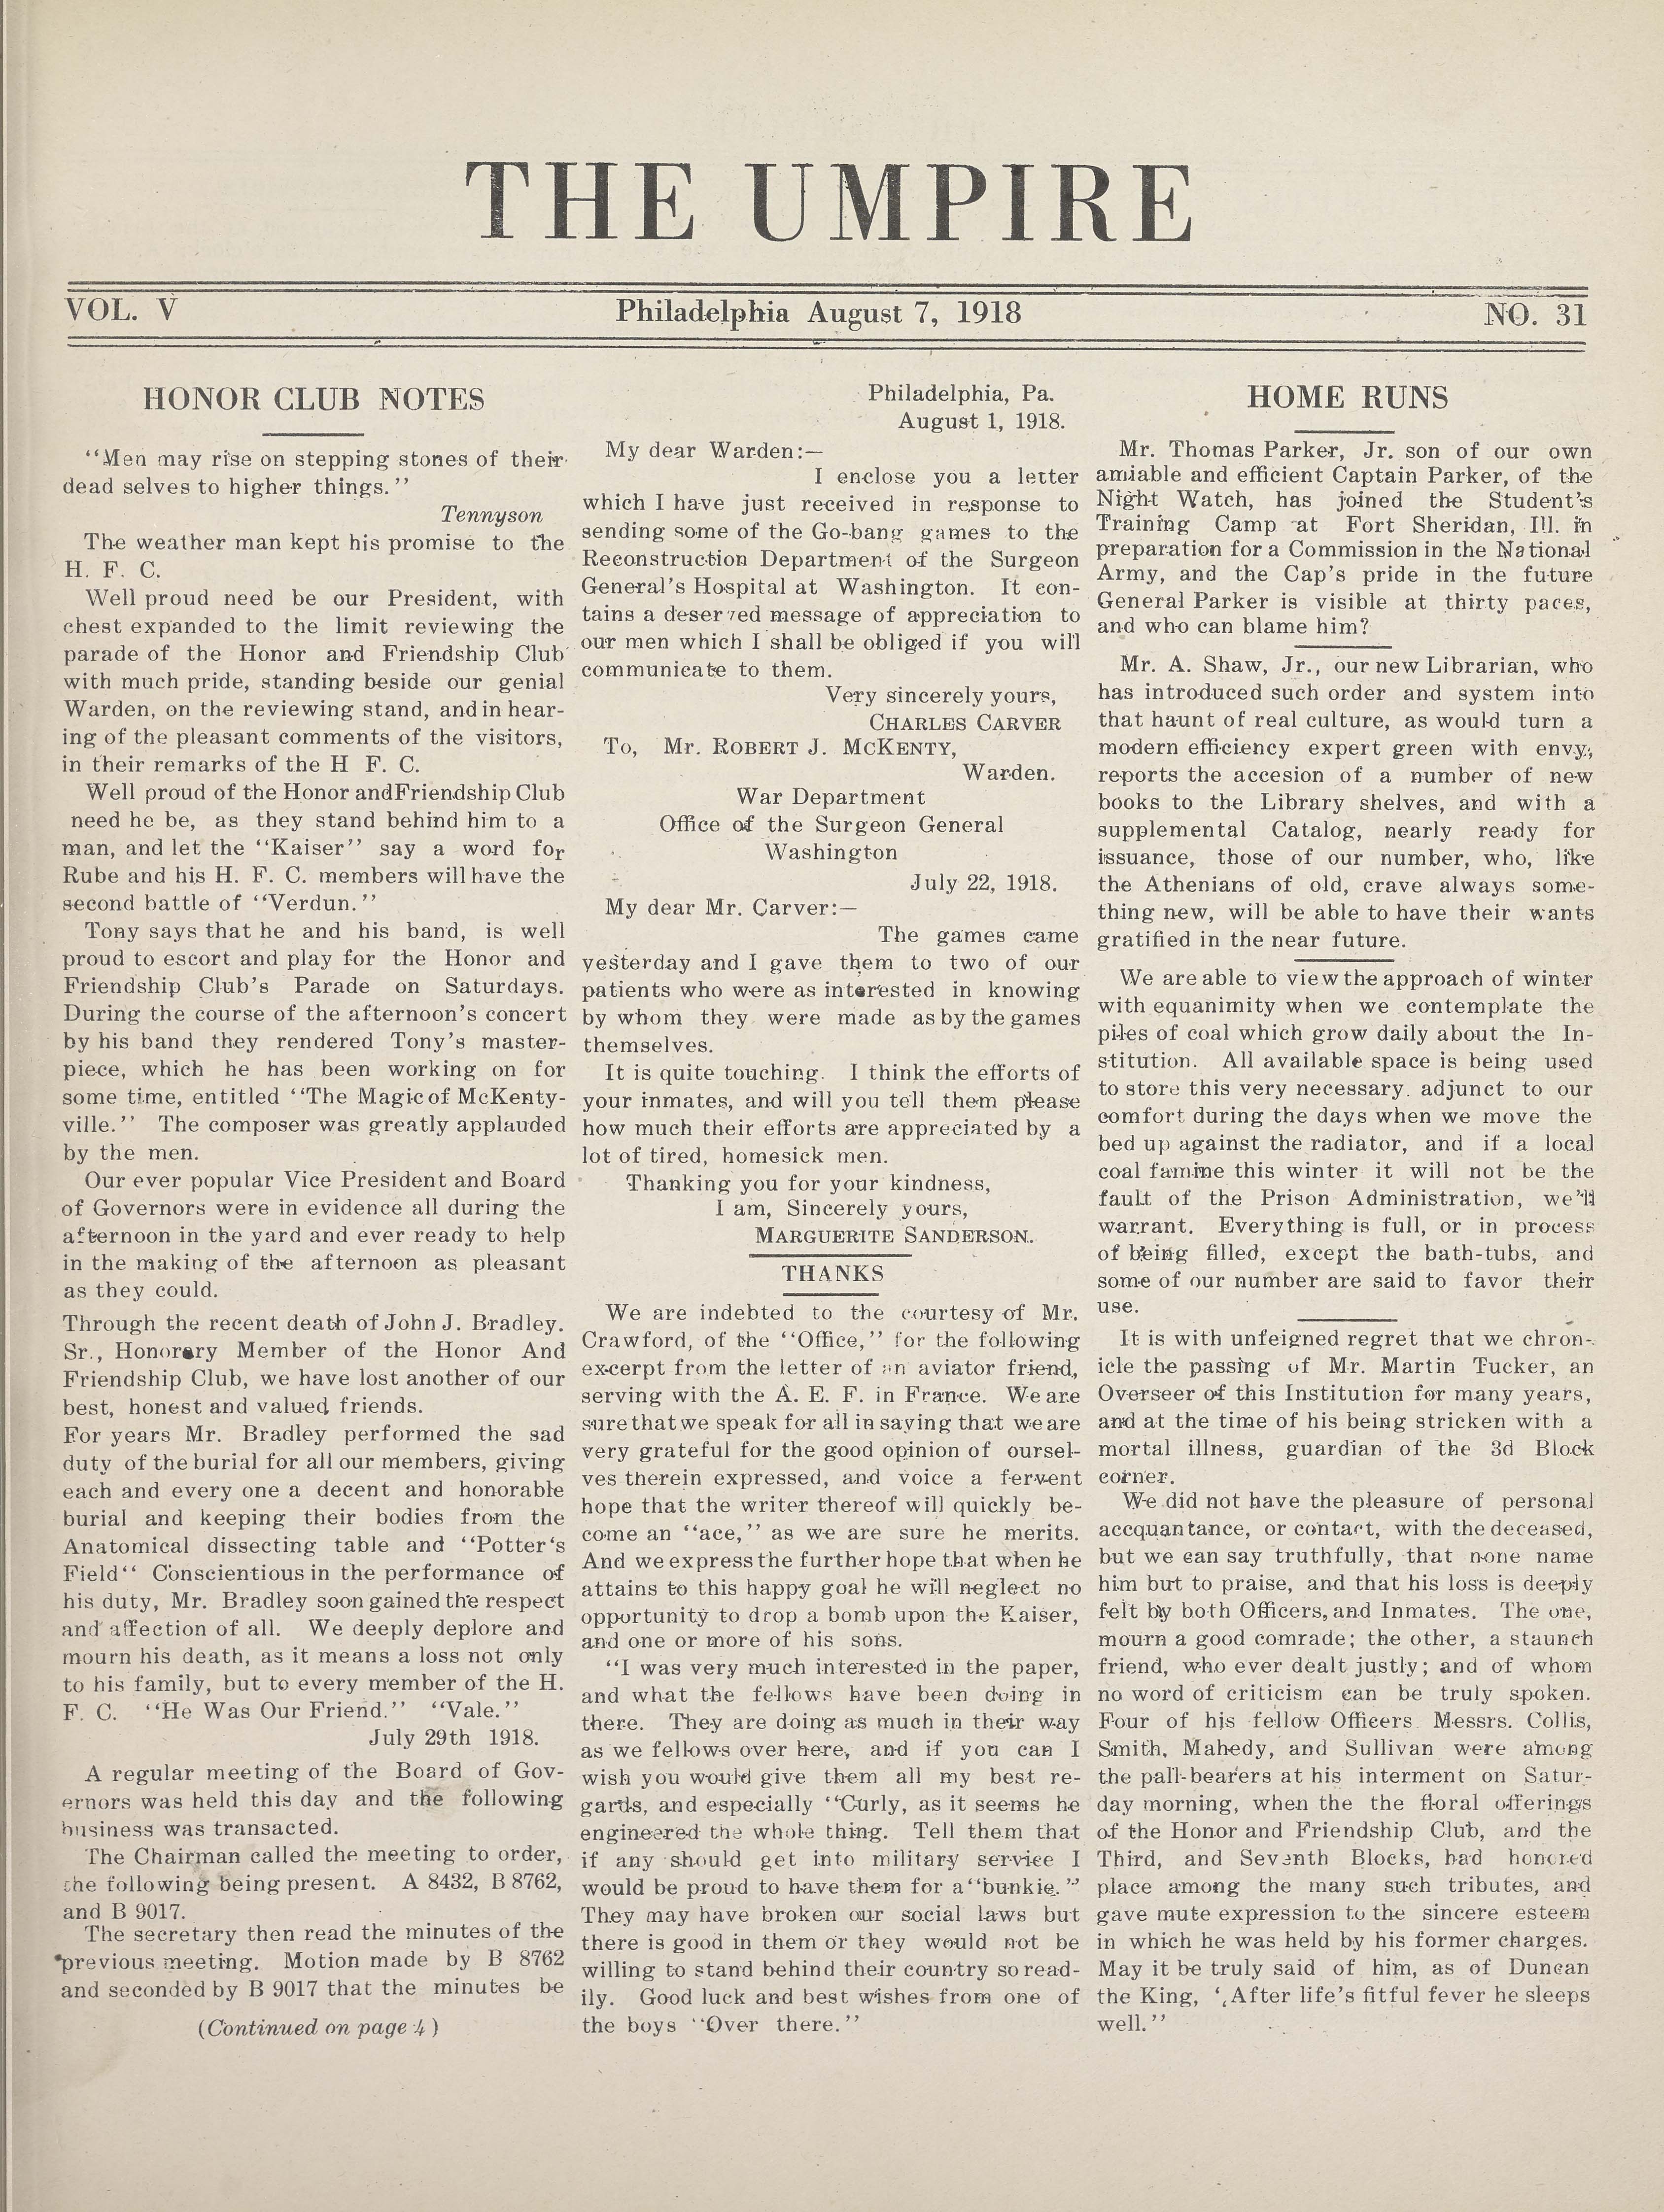 THE UMPIRE
VOL. V
Philadelphia August 7, 1918
NO. 31
HONOR CLUB NOTES
‘‘Men may rise on stepping stones of their
dead selves to higher things.’’
Tennyson
The weather man kept his promise to the
H. F. C.
Well proud need be our President, with
chest expanded to the limit reviewing the
parade of the Honor and Friendship Club
with much pride, standing beside our genial
Warden, on the reviewing stand, and in hear-
ing of the pleasant comments of the visitors,
in their remarks of the H F. C.
Well proud of the Honor and Friendship Club
need he be, as they stand behind him to a
man, and let the ‘‘Kaiser’’ say a word for
Rube and his H. F. C. members will have the
second battle of ‘‘Verdun.’’
Tony says that he and his band, is well
proud to escort and play for the Honor and
Friendship Club’s Parade on Saturdays.
During the course of the afternoon’s concert
by his band they rendered Tony’s master-
piece, which he has been working on for
some time, entitled ‘‘The Magic of McKenty-
ville.’’ The composer was greatly applauded
by the men.
Our ever popular Vice President and Board
of Governors were in evidence all during the
afternoon in the yard and ever ready to help
in the making of the afternoon as pleasant
as they could.
Through the recent death of John J. Bradley.
Sr., Honorary Member of the Honor And
Friendship Club, we have lost another of our
best, honest and valued friends.
For years Mr. Bradley performed the sad
duty of the burial for all our members, giving
each and every one a decent and honorable
burial and keeping their bodies from the
Anatomical dissecting table and ‘‘Potter‘s
Field‘‘ Conscientious in the performance of
his duty, Mr. Bradley soon gained the respect
and affection of all. We deeply deplore and
mourn his death, as it means a loss not only
to his family, but to every member of the H.
F. C. ‘‘He Was Our Friend.’’ ‘‘Vale.’’
July 29th 1918.
A regular meeting of the Board of Gov-
ernors was held this day and the following
business was transacted.
The Chairman called the meeting to order,
the following being present. A 8432, B 8762,
and B 9017.
The secretary then read the minutes of the
previous meeting. Motion made by B 8762
and seconded by B 9017 that the minutes be
(Continued on page 4)
Philadelphia, Pa.
August 1, 1918.
My dear Warden:—
I enclose you a letter
which I have just received in response to
sending some of the Go-bang games to the
Reconstruction Department of the Surgeon
General’s Hospital at Washington. It con-
tains a deserved message of appreciation to
our men which I shall be obliged if you will
communicate to them.
Very sincerely yours,
CHARLES CARVER
To, Mr. ROBERT J. MCKENTY,
Warden.
War Department
Office of the Surgeon General
Washington
July 22, 1918.
My dear Mr. Carver:—
The games came
yesterday and I gave them to two of our
patients who were as interested in knowing
by whom they were made as by the games
themselves.
It is quite touching. I think the efforts of
your inmates, and will you tell them please
how much their efforts are appreciated by a
lot of tired, homesick men.
Thanking you for your kindness,
I am, Sincerely yours,
MARGUERITE SANDERSON.
THANKS
We are indebted to the courtesy of Mr.
Crawford, of the ‘‘Office,’’ for the following
excerpt from the letter of an aviator friend,
serving with the A. E. F. in France. We are
sure that we speak for all in saying that we are
very grateful for the good opinion of oursel-
ves therein expressed, and voice a fervent
hope that the writer thereof will quickly be-
come an ‘‘ace,’’ as we are sure he merits.
And we express the further hope that when he
attains to this happy goal he will neglect no
opportunity to drop a bomb upon the Kaiser,
and one or more of his sons.
‘‘I was very much interested in the paper,
and what the fellows have been doing in
there. They are doing as much in their way
as we fellows over here, and if you can I
wish you would give them all my best re-
gards, and especially ‘‘Curly, as it seems he
engineered the whole thing. Tell them that
if any should get into military service I
would be proud to have them for a ‘‘bunkie.’’
They may have broken our social laws but
there is good in them or they would not be
willing to stand behind their country so read-
ily. Good luck and best wishes from one of
the boys ‘‘Over there.’’
HOME RUNS
Mr. Thomas Parker, Jr. son of our own
amiable and efficient Captain Parker, of the
Night Watch, has joined the Student’s
Training Camp at Fort Sheridan, Ill. in
preparation for a Commission in the National
Army, and the Cap’s pride in the future
General Parker is visible at thirty paces,
and who can blame him?
Mr. A. Shaw, Jr., our new Librarian, who
has introduced such order and system into
that haunt of real culture, as would turn a
modern efficiency expert green with envy,
reports the accesion of a number of new
books to the Library shelves, and with a
supplemental Catalog, nearly ready for
issuance, those of our number, who, like
the Athenians of old, crave always some-
thing new, will be able to have their wants
gratified in the near future.
We are able to view the approach of winter
with equanimity when we contemplate the
piles of coal which grow daily about the In-
stitution. All available space is being used
to store this very necessary adjunct to our
comfort during the days when we move the
bed up against the radiator, and if a local
coal famine this winter it will not be the
fault of the Prison Administration, we’ll
warrant. Everything is full, or in process
of being filled, except the bath-tubs, and
some of our number are said to favor their
use.
It is with unfeigned regret that we chron-
icle the passing of Mr. Martin Tucker, an
Overseer of this Institution for many years,
and at the time of his being stricken with a
mortal illness, guardian of the 3d Block
corner.
We did not have the pleasure of personal
accquantance, or contact, with the deceased,
but we can say truthfully, that none name
him but to praise, and that his loss is deeply
felt by both Officers, and Inmates. The one,
mourn a good comrade; the other, a staunch
friend, who ever dealt justly; and of whom
no word of criticism can be truly spoken.
Four of his fellow Officers Messrs. Collis,
Smith, Mahedy, and Sullivan were among
the pall-bearers at his interment on Satur-
day morning, when the the floral offerings
of the Honor and Friendship Club, and the
Third, and Seventh Blocks, had honored
place among the many such tributes, and
gave mute expression to the sincere esteem
in which he was held by his former charges.
May it be truly said of him, as of Duncan
the King, ‘‚After life’s fitful fever he sleeps
well.’’